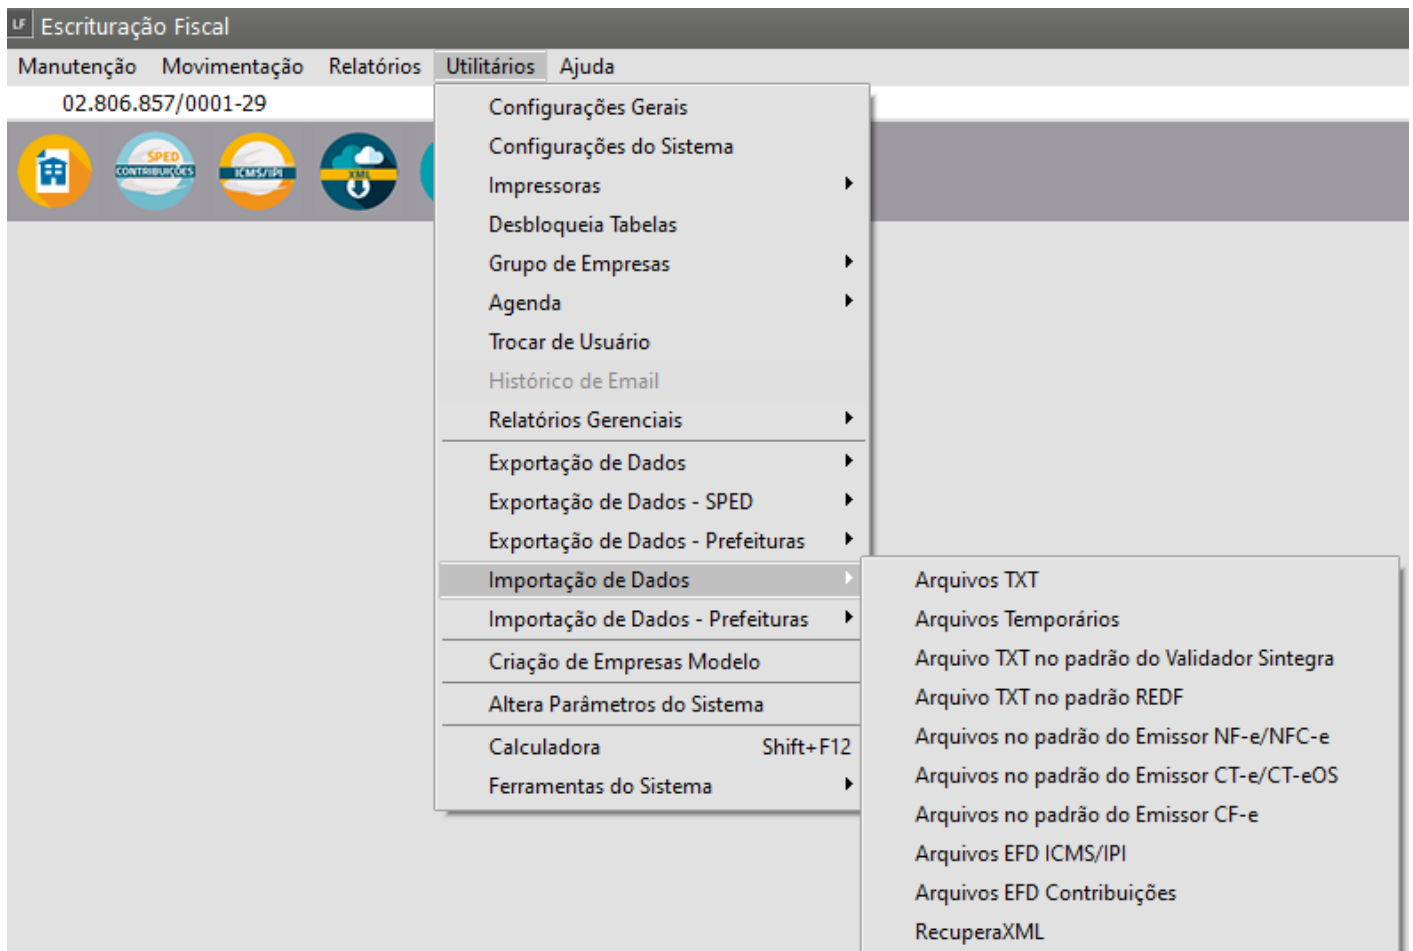 LF Escrituração Fiscal
Manutenção Movimentação Relatórios Utilitários Ajuda
02.806.857/0001-29
SPED
CONTRIBUIÇÕES
ICMS/IPI
XML
Configurações Gerais
Configurações do Sistema
Impressoras
Desbloqueia Tabelas
Grupo de Empresas
Agenda
Trocar de Usuário
Histórico de Email
Relatórios Gerenciais
Exportação de Dados
Exportação de Dados - SPED
Exportação de Dados - Prefeituras
Importação de Dados
Importação de Dados - Prefeituras
Criação de Empresas Modelo
Altera Parâmetros do Sistema
Calculadora Shift+F12
Ferramentas do Sistema
Arquivos TXT
Arquivos Temporários
Arquivo TXT no padrão do Validador Sintegra
Arquivo TXT no padrão REDF
Arquivos no padrão do Emissor NF-e/NFC-e
Arquivos no padrão do Emissor CT-e/CT-eOS
Arquivos no padrão do Emissor CF-e
Arquivos EFD ICMS/IPI
Arquivos EFD Contribuições
RecuperaXML